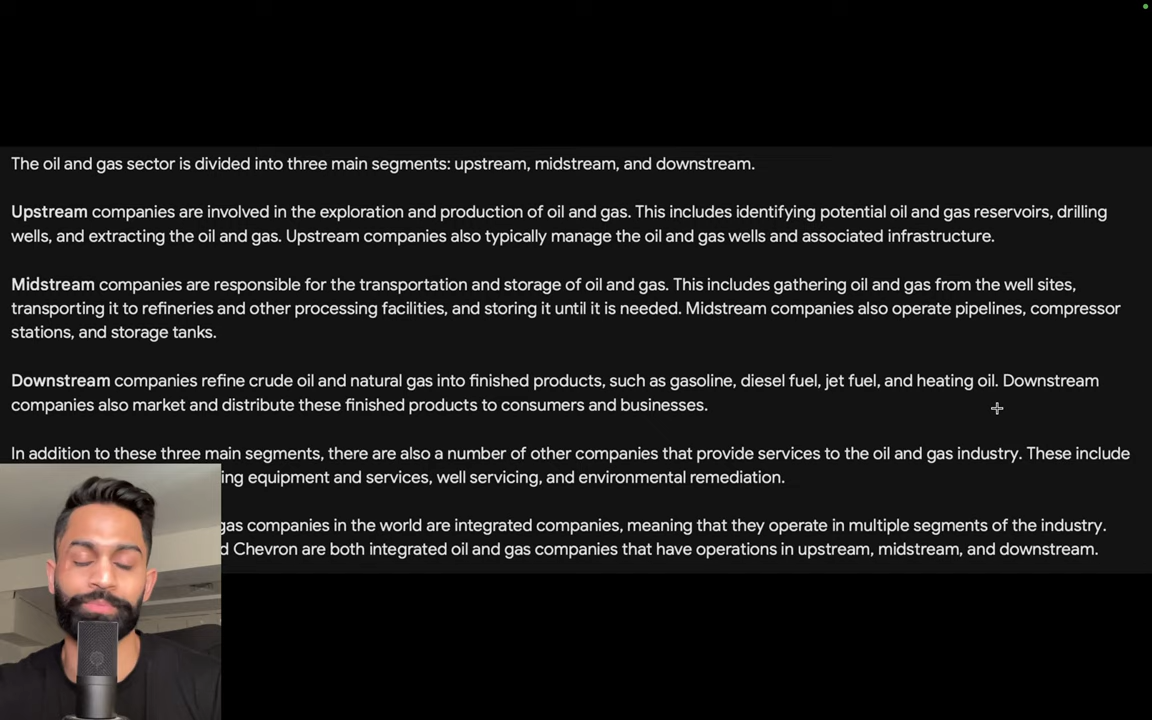 The oil and gas sector is divided into three main segments: upstream, midstream, and downstream.
Upstream companies are involved in the exploration and production of oil and gas. This includes identifying potential oil and gas reservoirs, drilling
wells, and extracting the oil and gas. Upstream companies also typically manage the oil and gas wells and associated infrastructure.
Midstream companies are responsible for the transportation and storage of oil and gas. This includes gathering oil and gas from the well sites,
transporting it to refineries and other processing facilities, and storing it until it is needed. Midstream companies also operate pipelines, compressor
stations, and storage tanks.
Downstream companies refine crude oil and natural gas into finished products, such as gasoline, diesel fuel, jet fuel, and heating oil. Downstream
companies also market and distribute these finished products to consumers and businesses.
In addition to these three main segments, there are also a number of other companies that provide services to the oil and gas industry. These include
equipment and services, well servicing, and environmental remediation.
gas companies in the world are integrated companies, meaning that they operate in multiple segments of the industry.
Chevron are both integrated oil and gas companies that have operations in upstream, midstream, and downstream.